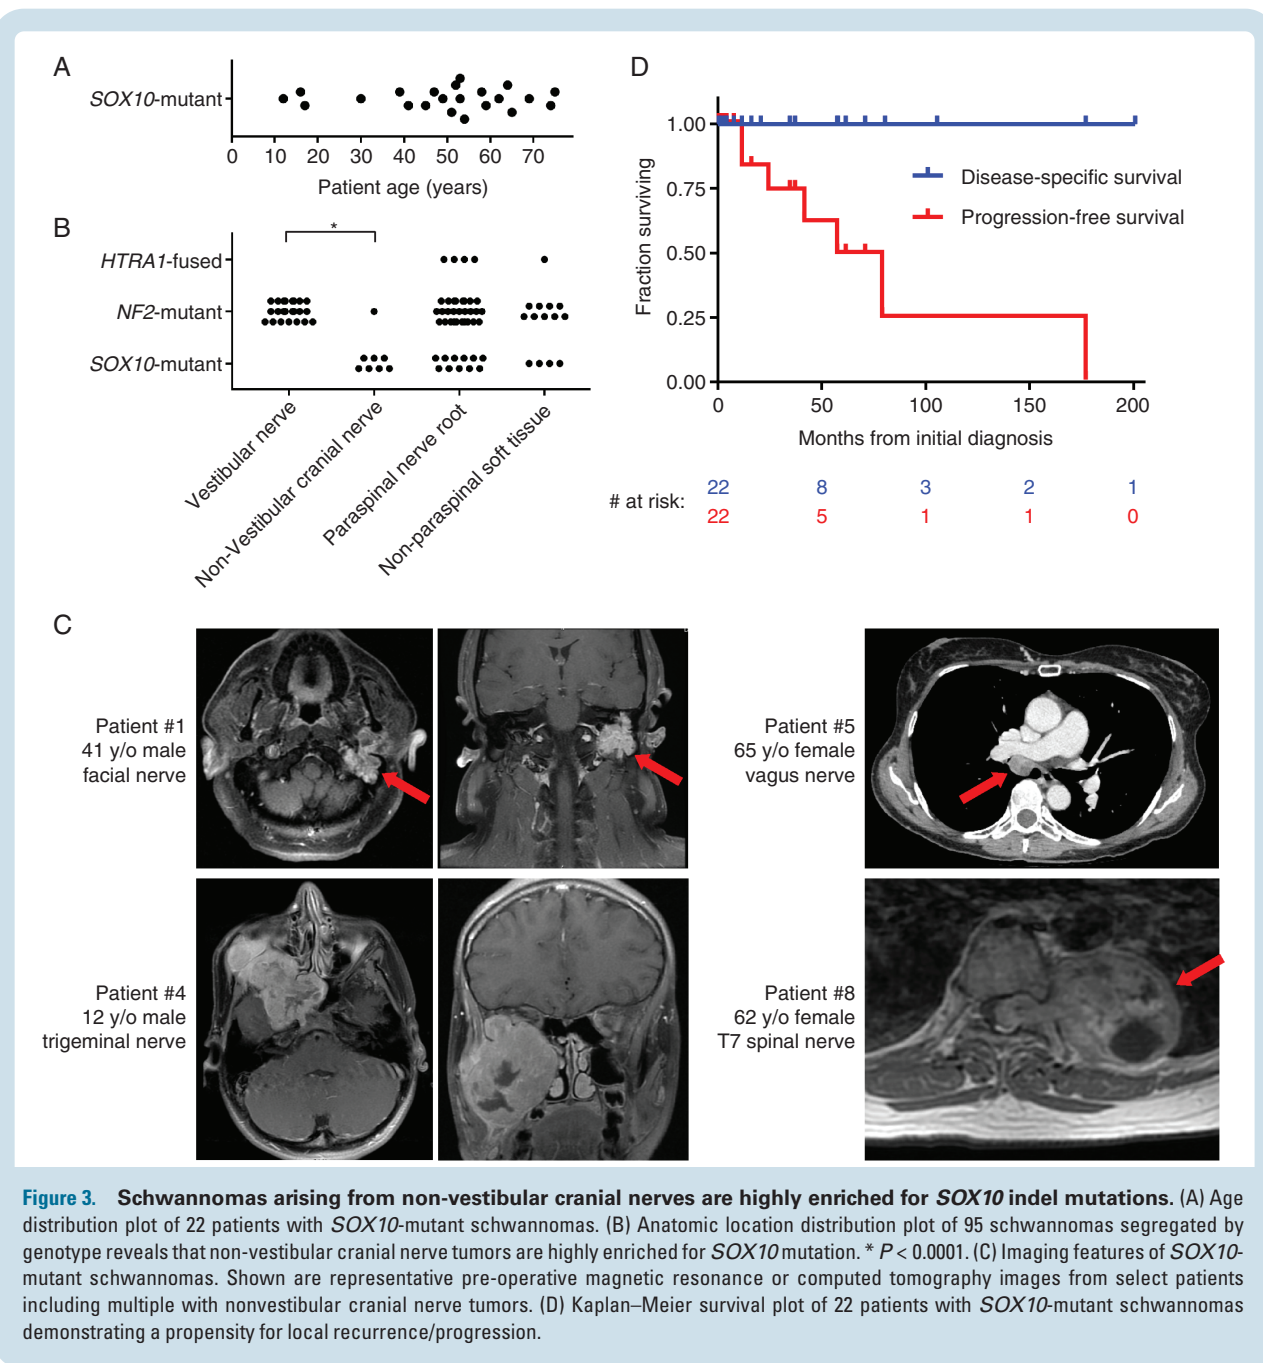 A
SOX10-mutant
0 10 20 30 40 50 60 70
Patient age (years)
B
*
HTRA1-fused
NF2-mutant
SOX10-mutant
Vestibular nerve
Non-Vestibular cranial nerve
Paraspinal nerve root
Non-paraspinal soft tissue
D
1.00
0.75
0.50
0.25
0.00
Fraction surviving
Disease-specific survival
Progression-free survival
0 50 100 150 200
Months from initial diagnosis
# at risk:
22 8 3 2 1
22 5 1 1 0
C
Patient #1
41 y/o male
facial nerve
Patient #5
65 y/o female
vagus nerve
Patient #4
12 y/o male
trigeminal nerve
Patient #8
62 y/o female
T7 spinal nerve
Figure 3. Schwannomas arising from non-vestibular cranial nerves are highly enriched for SOX10 indel mutations. (A) Age
distribution plot of 22 patients with SOX10-mutant schwannomas. (B) Anatomic location distribution plot of 95 schwannomas segregated by
genotype reveals that non-vestibular cranial nerve tumors are highly enriched for SOX10 mutation. * P < 0.0001. (C) Imaging features of SOX10-
mutant schwannomas. Shown are representative pre-operative magnetic resonance or computed tomography images from select patients
including multiple with nonvestibular cranial nerve tumors. (D) Kaplan–Meier survival plot of 22 patients with SOX10-mutant schwannomas
demonstrating a propensity for local recurrence/progression.